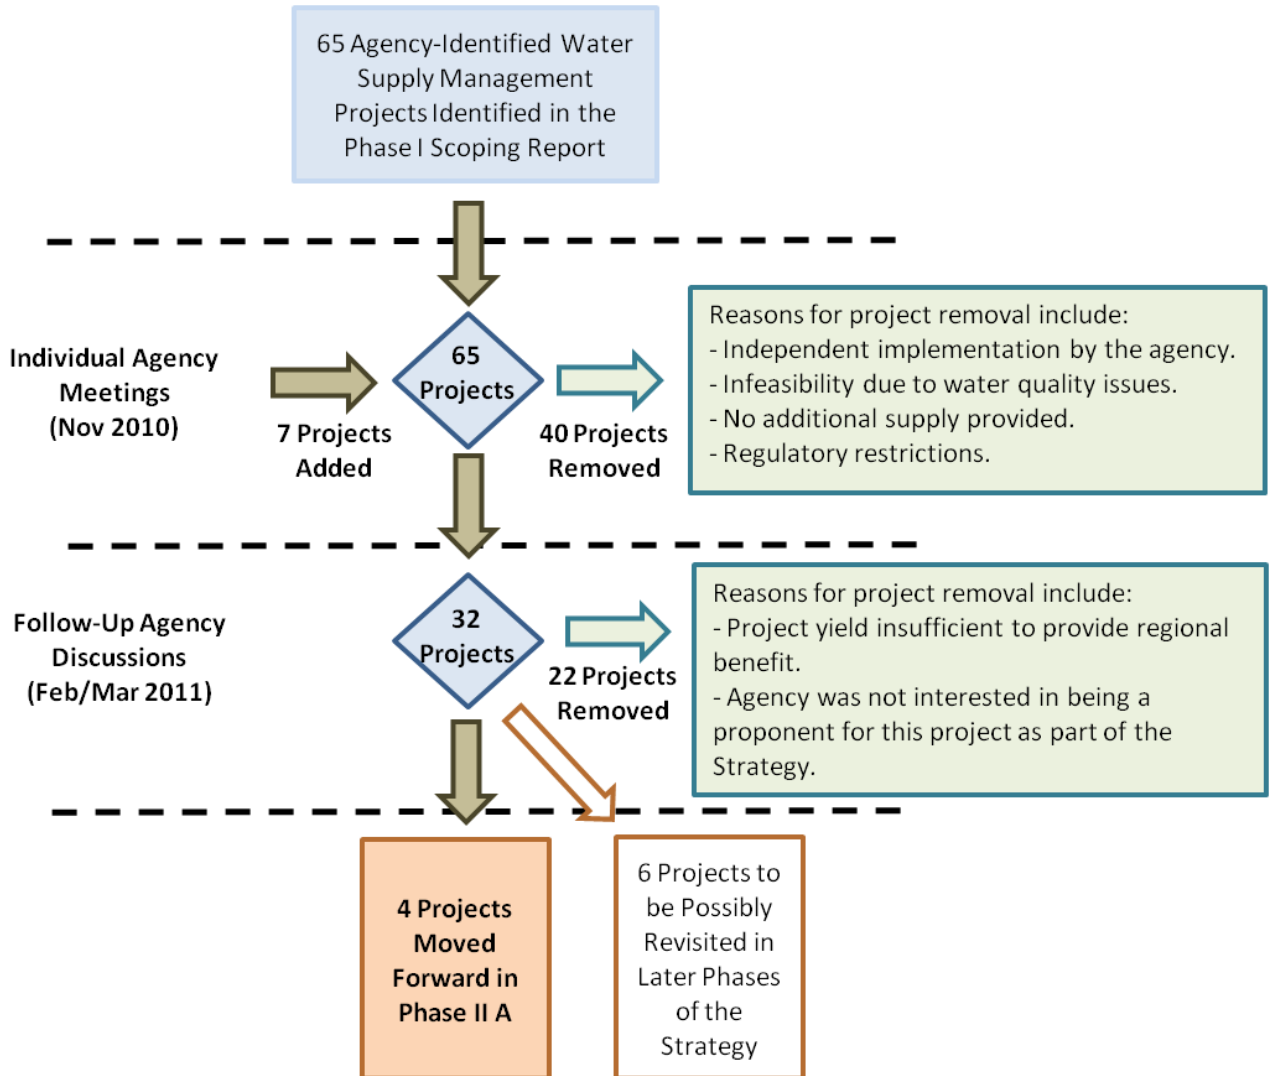 65 Agency-Identified Water
Supply Management
Projects Identified in the
Phase I Scoping Report
Individual Agency
Meetings
(Nov 2010)
7 Projects
Added
65
Projects
40 Projects
Removed
Reasons for project removal include:
- Independent implementation by the agency.
- Infeasibility due to water quality issues.
- No additional supply provided.
- Regulatory restrictions.
Follow-Up Agency
Discussions
(Feb/Mar 2011)
32
Projects
22 Projects
Removed
Reasons for project removal include:
- Project yield insufficient to provide regional
benefit.
- Agency was not interested in being a
proponent for this project as part of the
Strategy.
4 Projects
Moved
Forward in
Phase II A
6 Projects to
be Possibly
Revisited in
Later Phases
of the
Strategy